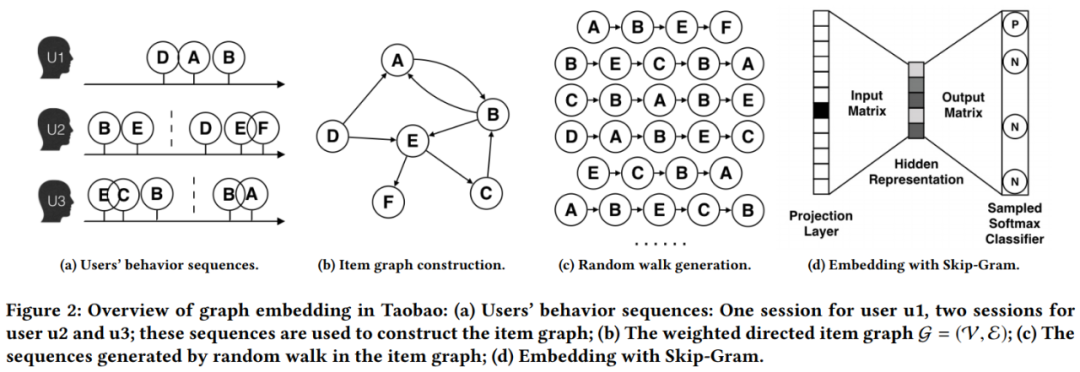 U1 D A B
U2 B E D E F
U3 E C B B A
(a) Users' behavior sequences.
A
B
D
E
C
F
(b) Item graph construction.
A B E F
B E C B A
C B A B E
D A B E C
E C B A
A B E C B
......
(c) Random walk generation.
P
N
Input
Matrix
Output
Matrix
N
Hidden
Representation
N
Projection
Layer
Sampled
Softmax
Classifier
(d) Embedding with Skip-Gram.
Figure 2: Overview of graph embedding in Taobao: (a) Users' behavior sequences: One session for user u1, two sessions for
user u2 and u3; these sequences are used to construct the item graph; (b) The weighted directed item graph 𝒢 = (𝒱, ℰ); (c) The
sequences generated by random walk in the item graph; (d) Embedding with Skip-Gram.